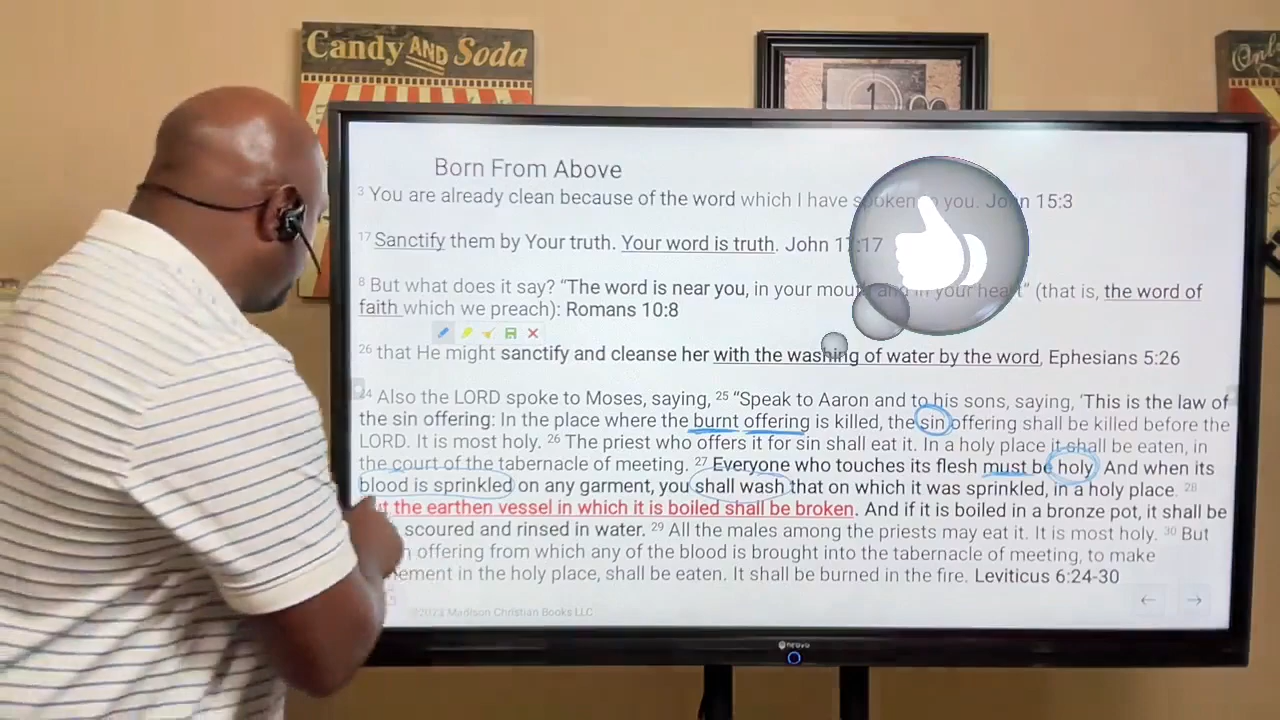 Candy AND Soda
1
Born From Above
3 You are already clean because of the word which I have spoken to you. John 15:3
17 Sanctify them by Your truth. Your word is truth. John 17:17
8 But what does it say? “The word is near you, in your mouth and in your heart” (that is, the word of
faith which we preach): Romans 10:8
26 that He might sanctify and cleanse her with the washing of water by the word, Ephesians 5:26
24 Also the LORD spoke to Moses, saying, 25 “Speak to Aaron and to his sons, saying, ‘This is the law of
the sin offering: In the place where the burnt offering is killed, the sin offering shall be killed before the
LORD. It is most holy. 26 The priest who offers it for sin shall eat it. In a holy place it shall be eaten, in
the court of the tabernacle of meeting. 27 Everyone who touches its flesh must be holy. And when its
blood is sprinkled on any garment, you shall wash that on which it was sprinkled, in a holy place. 28
the earthen vessel in which it is boiled shall be broken. And if it is boiled in a bronze pot, it shall be
scoured and rinsed in water. 29 All the males among the priests may eat it. It is most holy. 30 But
offering from which any of the blood is brought into the tabernacle of meeting, to make
in the holy place, shall be eaten. It shall be burned in the fire. Leviticus 6:24-30
©2023 Madison Christian Books LLC
neovo